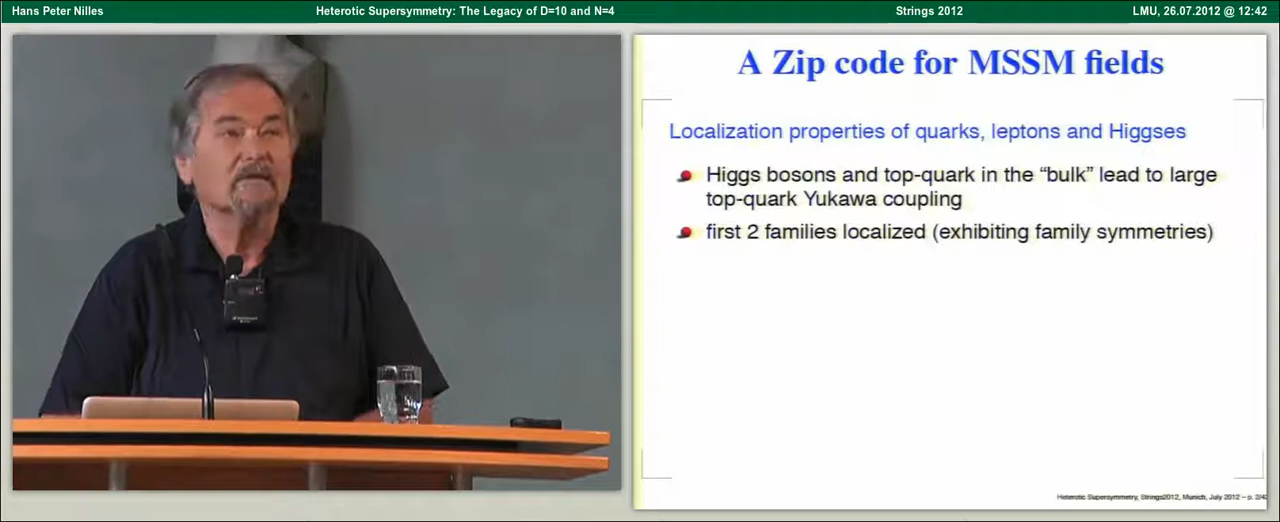 Hans Peter Nilles
Heterotic Supersymmetry: The Legacy of D=10 and N=4
Strings 2012
LMU, 26.07.2012 @ 12:42
A Zip code for MSSM fields
Localization properties of quarks, leptons and Higgses
Higgs bosons and top-quark in the “bulk” lead to large
top-quark Yukawa coupling
first 2 families localized (exhibiting family symmetries)
Heterotic Supersymmetry, Strings2012, Munich, July 2012 – p. 2/4